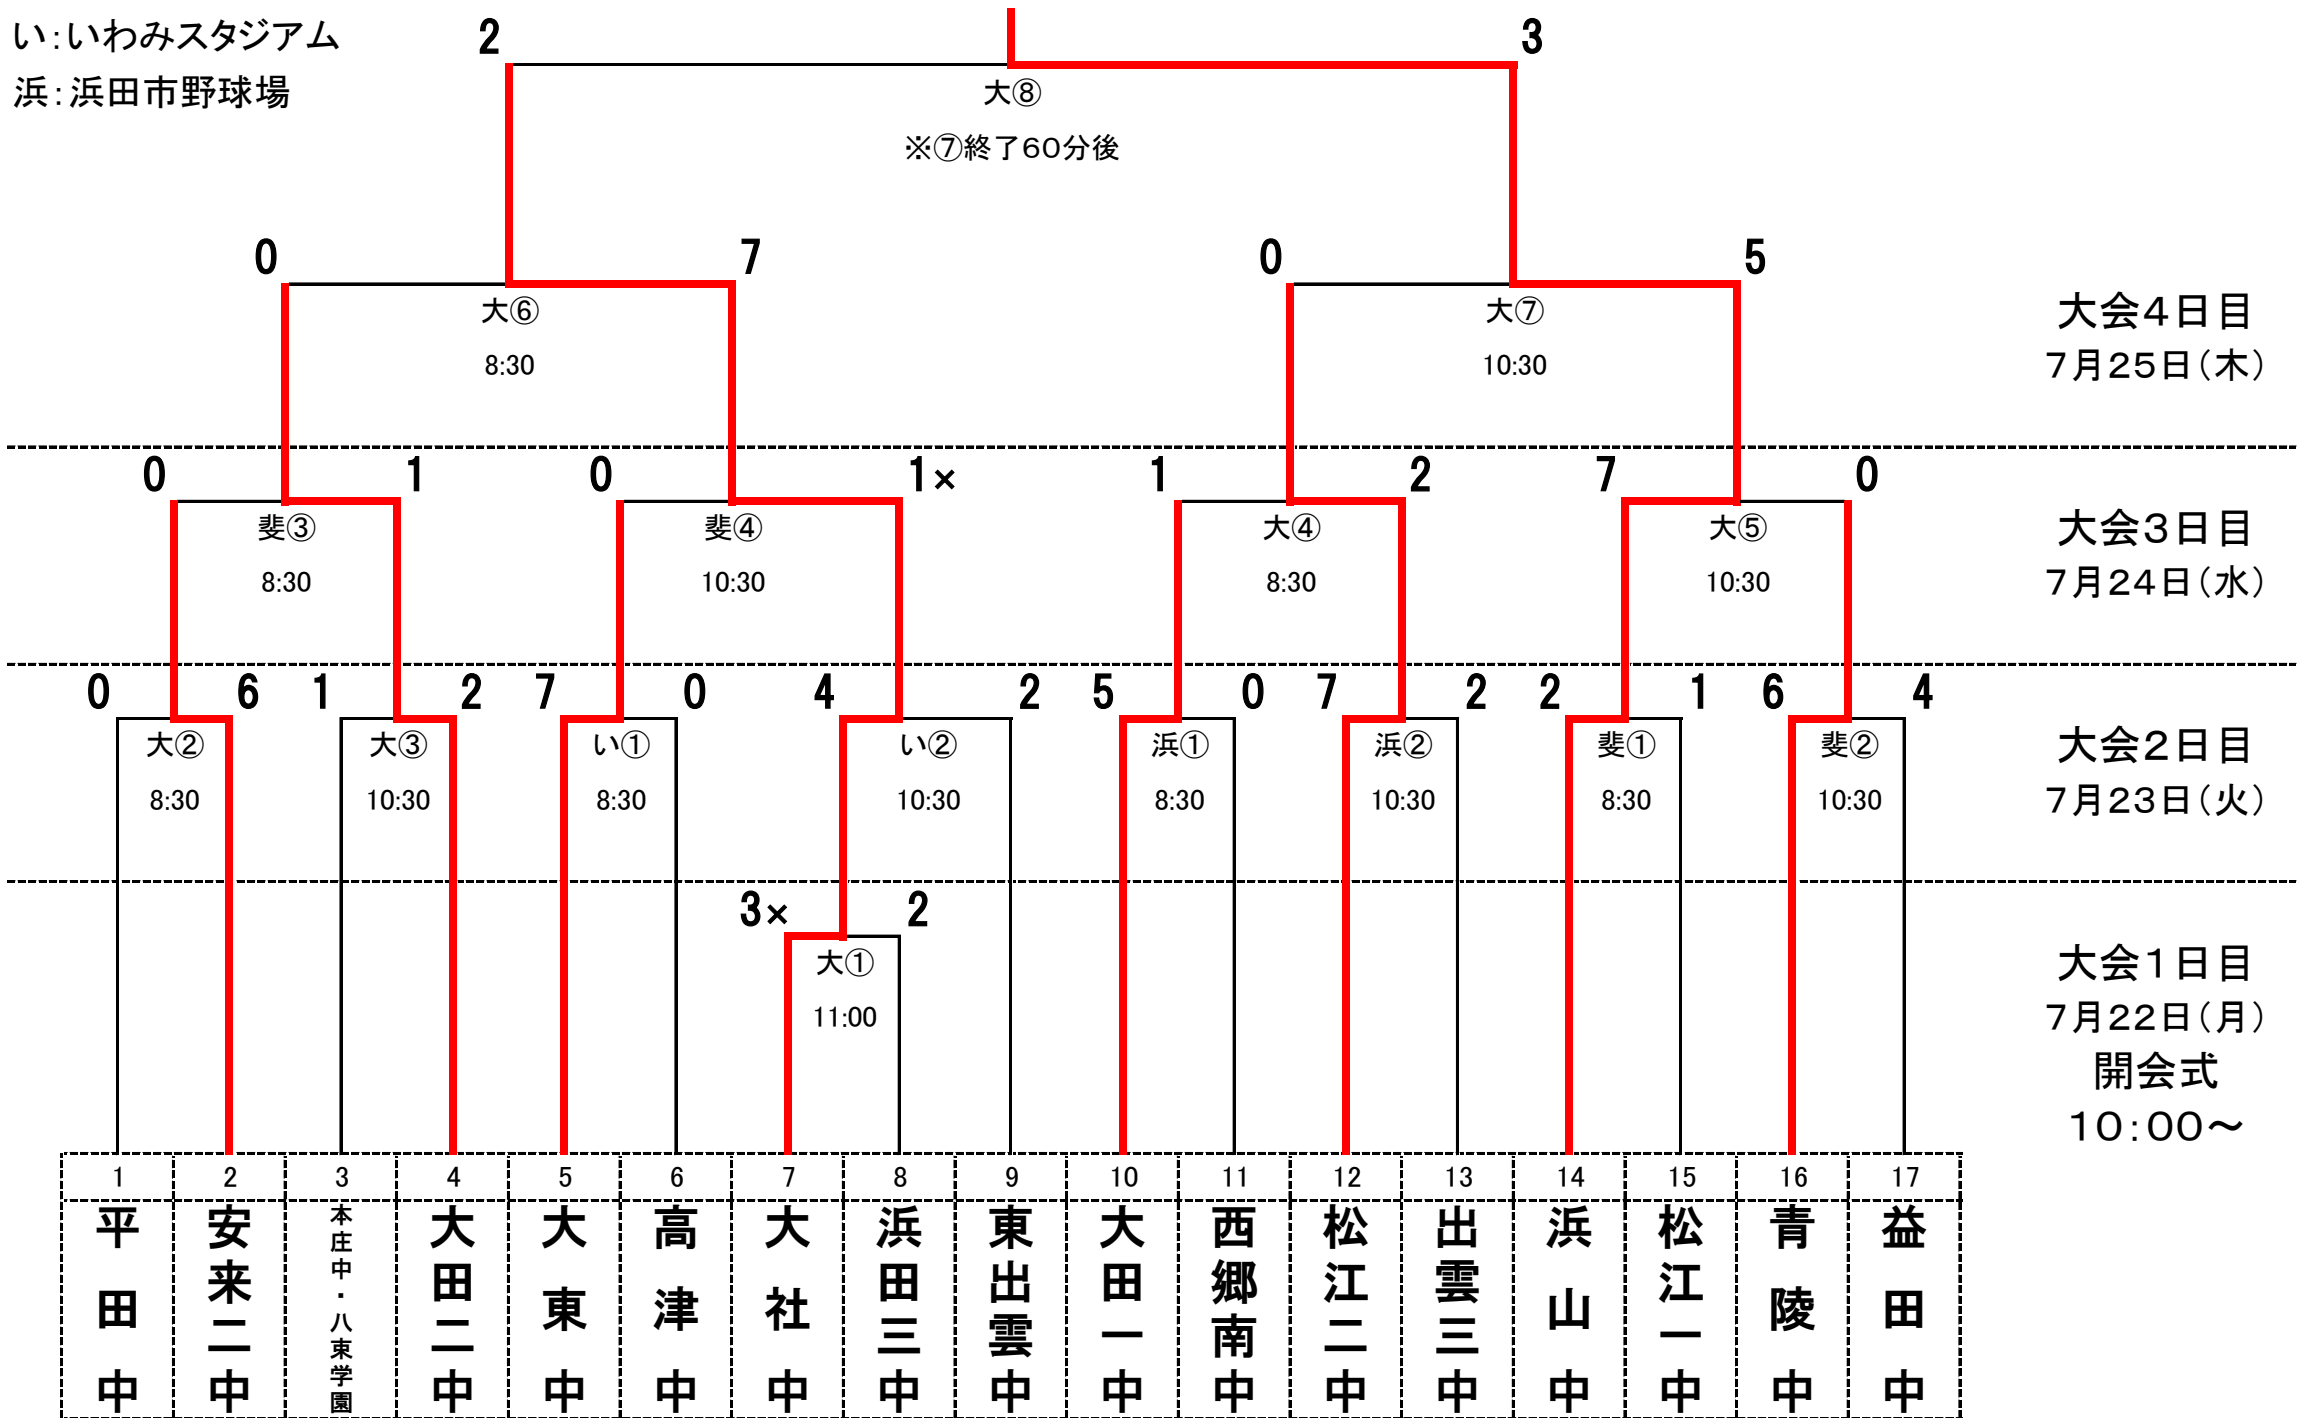 い:いわみスタジアム
浜:浜田市野球場
2
3
大⑧
※⑦終了60分後
0
7
0
5
大⑥
8:30
大⑦
10:30
大会4日目
7月25日(木)
0
1
0
1×
1
2
7
0
斐③
8:30
斐④
10:30
大④
8:30
大⑤
10:30
大会3日目
7月24日(水)
0
6
1
2
7
0
4
2
5
0
7
2
2
1
6
4
大②
8:30
大③
10:30
い①
8:30
い②
10:30
浜①
8:30
浜②
10:30
斐①
8:30
斐②
10:30
大会2日目
7月23日(火)
3×
2
大①
11:00
大会1日目
7月22日(月)
開会式
10:00~
1
平田中
2
安来二中
3
本庄中・八束学園
4
大田二中
5
大東中
6
高津中
7
大社中
8
浜田三中
9
東出雲中
10
大田一中
11
西郷南中
12
松江二中
13
出雲三中
14
浜山中
15
松江一中
16
青陵中
17
益田中